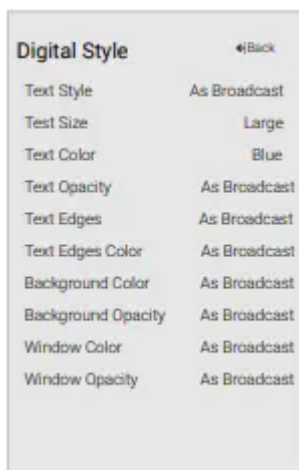 Digital Style Back
Text Style As Broadcast
Test Size Large
Text Color Blue
Text Opacity As Broadcast
Text Edges As Broadcast
Text Edges Color As Broadcast
Background Color As Broadcast
Background Opacity As Broadcast
Window Color As Broadcast
Window Opacity As Broadcast